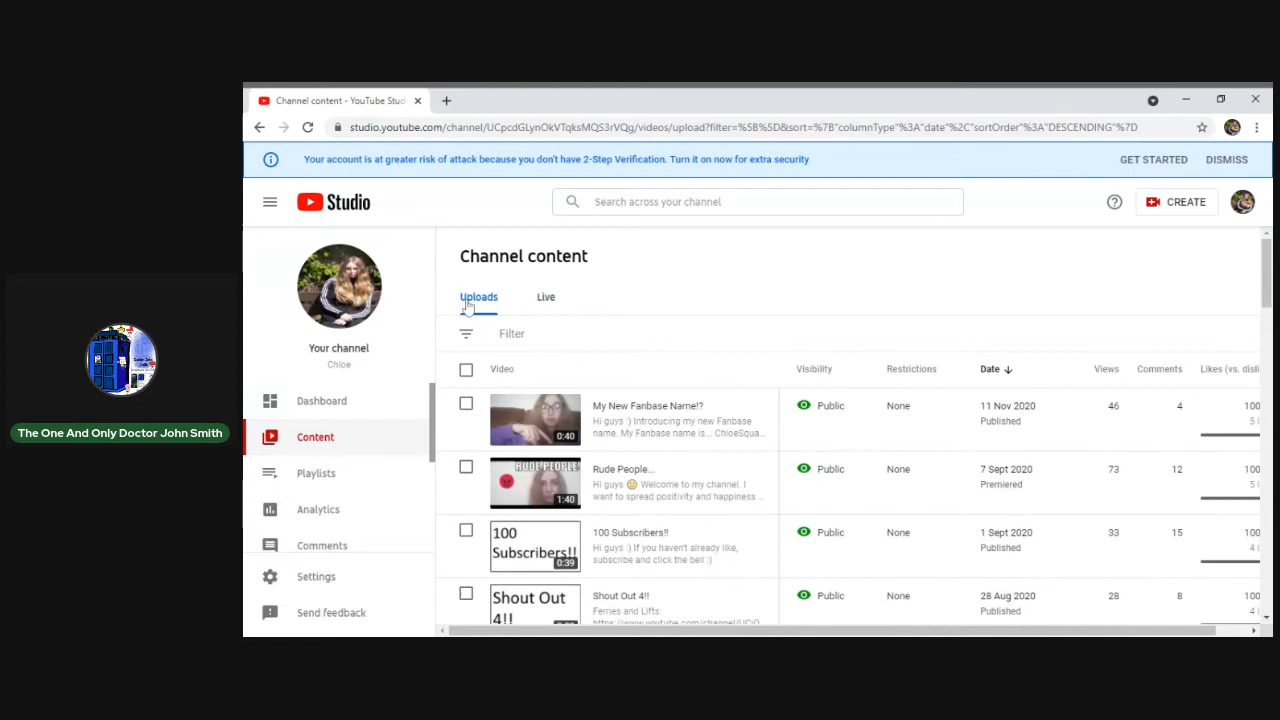 Channel content - YouTube Stud
studio.youtube.com/channel/UCpcdGLynOkVTqksMQS3rVQg/videos/upload?filter=%5B%5D&sort=%7B"columnType"%3A"date"%2C"sortOrder"%3A"DESCENDING"%7D
Your account is at greater risk of attack because you don't have 2-Step Verification. Turn it on now for extra security
GET STARTED
DISMISS
Studio
Search across your channel
CREATE
Your channel
Chloe
Dashboard
Content
Playlists
Analytics
Comments
Settings
Send feedback
Channel content
Uploads
Live
Filter
Video
Visibility
Restrictions
Date
Views
Comments
Likes (vs. disli
0:40
My New Fanbase Name!?
Hi guys :) Introducing my new Fanbase
name. My Fanbase name is... ChloeSqua...
Public
None
11 Nov 2020
Published
46
4
100
5 l
RUDE PEOPLE!
1:40
Rude People...
Hi guys 🙂 Welcome to my channel. I
want to spread positivity and happiness ...
Public
None
7 Sept 2020
Premiered
73
12
100
5 l
100
Subscribers!!
0:39
100 Subscribers!!
Hi guys :) If you haven't already like,
subscribe and click the bell :)
Public
None
1 Sept 2020
Published
33
15
100
4 l
Shout Out
4!!
Shout Out 4!!
Ferries and Lifts:
Public
None
28 Aug 2020
Published
28
8
100
4 l
The One And Only Doctor John Smith